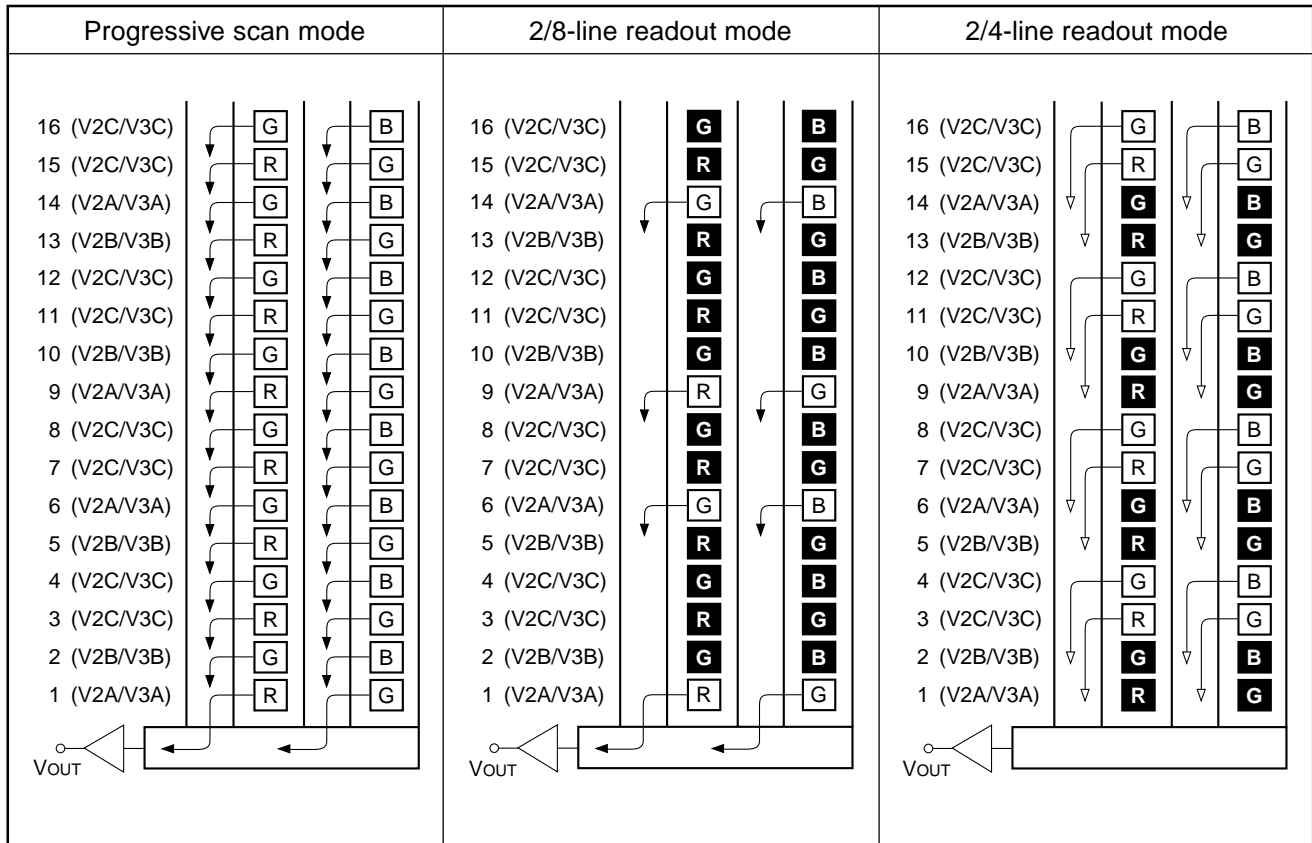 Progressive scan mode
16 (V2C/V3C) G B
15 (V2C/V3C) R G
14 (V2A/V3A) G B
13 (V2B/V3B) R G
12 (V2C/V3C) G B
11 (V2C/V3C) R G
10 (V2B/V3B) G B
9 (V2A/V3A) R G
8 (V2C/V3C) G B
7 (V2C/V3C) R G
6 (V2A/V3A) G B
5 (V2B/V3B) R G
4 (V2C/V3C) G B
3 (V2C/V3C) R G
2 (V2B/V3B) G B
1 (V2A/V3A) R G
VOUT
2/8-line readout mode
16 (V2C/V3C) G B
15 (V2C/V3C) R G
14 (V2A/V3A) G B
13 (V2B/V3B) R G
12 (V2C/V3C) G B
11 (V2C/V3C) R G
10 (V2B/V3B) G B
9 (V2A/V3A) R G
8 (V2C/V3C) G B
7 (V2C/V3C) R G
6 (V2A/V3A) G B
5 (V2B/V3B) R G
4 (V2C/V3C) G B
3 (V2C/V3C) R G
2 (V2B/V3B) G B
1 (V2A/V3A) R G
VOUT
2/4-line readout mode
16 (V2C/V3C) G B
15 (V2C/V3C) R G
14 (V2A/V3A) G B
13 (V2B/V3B) R G
12 (V2C/V3C) G B
11 (V2C/V3C) R G
10 (V2B/V3B) G B
9 (V2A/V3A) R G
8 (V2C/V3C) G B
7 (V2C/V3C) R G
6 (V2A/V3A) G B
5 (V2B/V3B) R G
4 (V2C/V3C) G B
3 (V2C/V3C) R G
2 (V2B/V3B) G B
1 (V2A/V3A) R G
VOUT